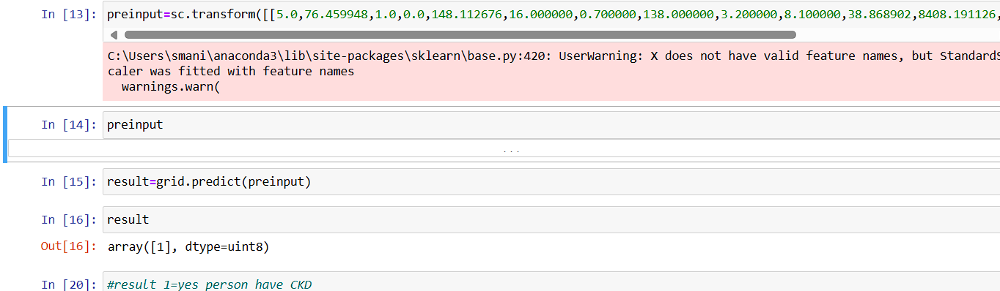 In [13]: preinput=sc.transform([[5.0,76.459948,1.0,0.0,148.112676,16.000000,0.700000,138.000000,3.200000,8.100000,38.868902,8408.191126,
C:\Users\smani\anaconda3\lib\site-packages\sklearn\base.py:420: UserWarning: X does not have valid feature names, but StandardS
caler was fitted with feature names
  warnings.warn(
In [14]: preinput
...
In [15]: result=grid.predict(preinput)
In [16]: result
Out[16]: array([1], dtype=uint8)
In [20]: #result 1=yes person have CKD